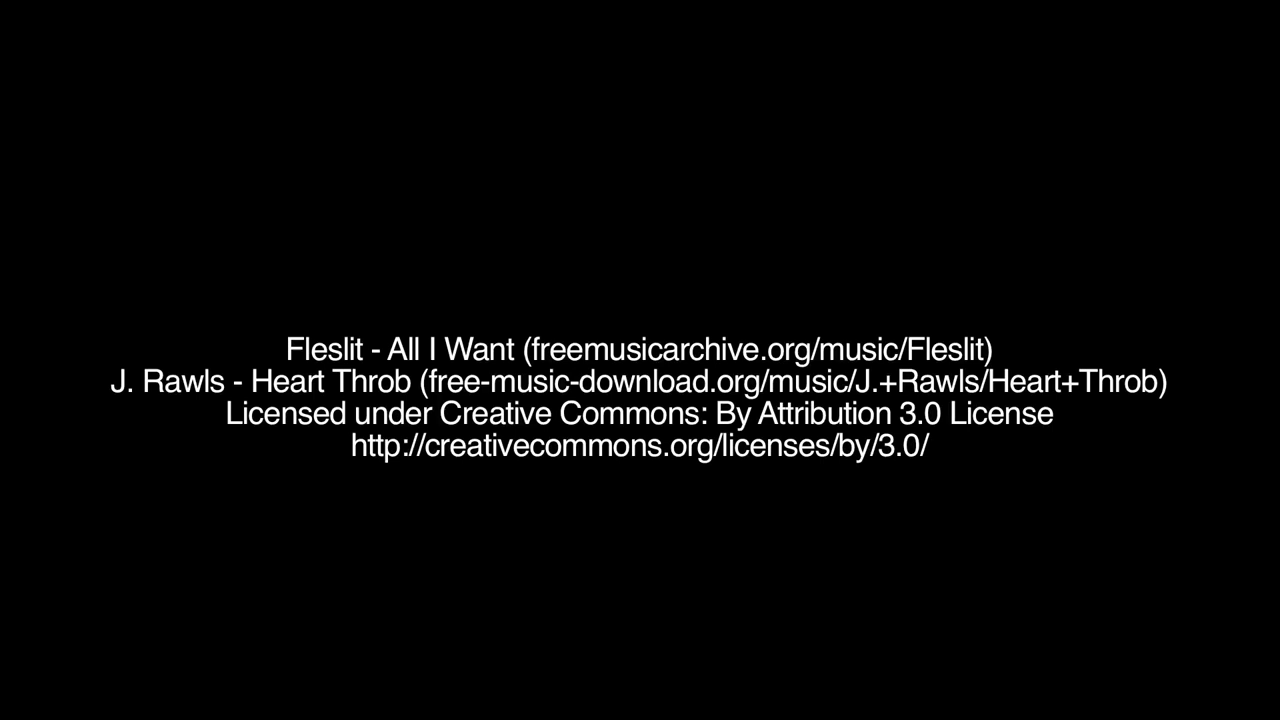 Fleslit - All I Want (freemusicarchive.org/music/Fleslit)
J. Rawls - Heart Throb (free-music-download.org/music/J.+Rawls/Heart+Throb)
Licensed under Creative Commons: By Attribution 3.0 License
http://creativecommons.org/licenses/by/3.0/